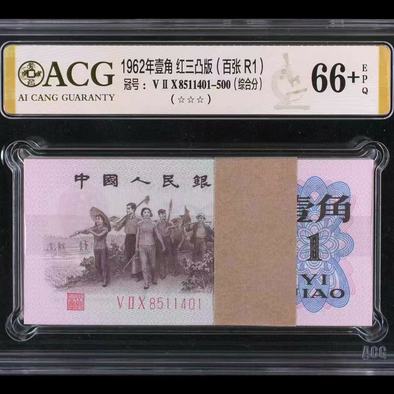 ACG
AI CANG GUARANTY
1962年壹角 红三凸版（百张 R1）
冠号：V II X 8511401-500（综合分）
（☆☆☆）
66+
EPQ
中國人民銀
V II X 8511401
壹角
1
YI
JIAO
ACG